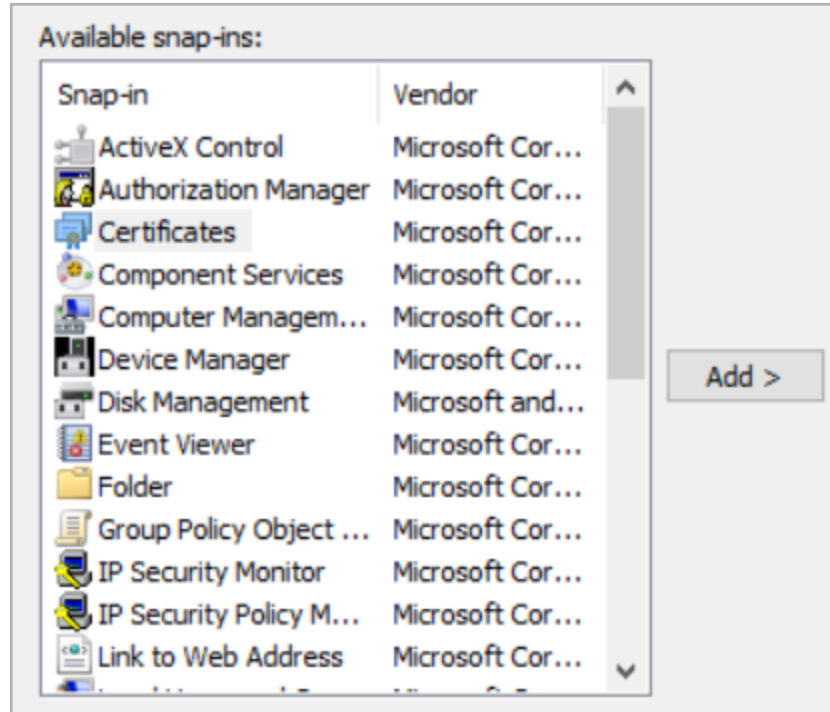 Available snap-ins:
Snap-in Vendor
ActiveX Control Microsoft Cor...
Authorization Manager Microsoft Cor...
Certificates Microsoft Cor...
Component Services Microsoft Cor...
Computer Managem... Microsoft Cor...
Device Manager Microsoft Cor...
Add >
Disk Management Microsoft and...
Event Viewer Microsoft Cor...
Folder Microsoft Cor...
Group Policy Object ... Microsoft Cor...
IP Security Monitor Microsoft Cor...
IP Security Policy M... Microsoft Cor...
Link to Web Address Microsoft Cor...